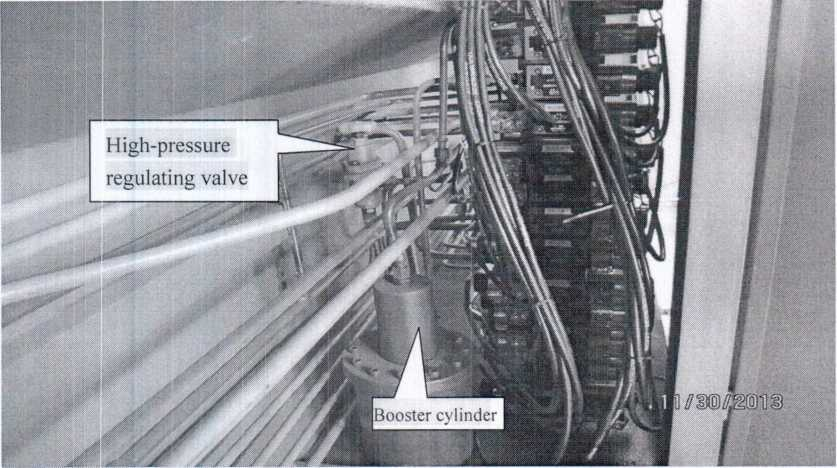 High-pressure
regulating valve
Booster cylinder
11/30/2013